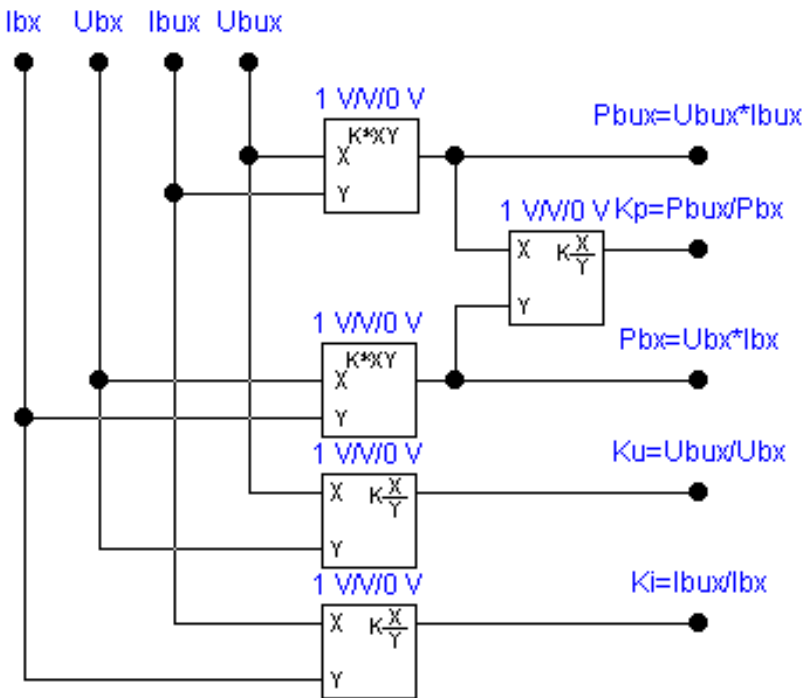 Ibx Ubx Ibux Ubux
1 V/V/0 V
K*XY
X
Y
Pbux=Ubux*Ibux
1 V/V/0 V
Kp=Pbux/Pbx
X K X/Y
Y
1 V/V/0 V
K*XY
X
Y
Pbx=Ubx*Ibx
1 V/V/0 V
X K X/Y
Y
Ku=Ubux/Ubx
1 V/V/0 V
X K X/Y
Y
Ki=Ibux/Ibx